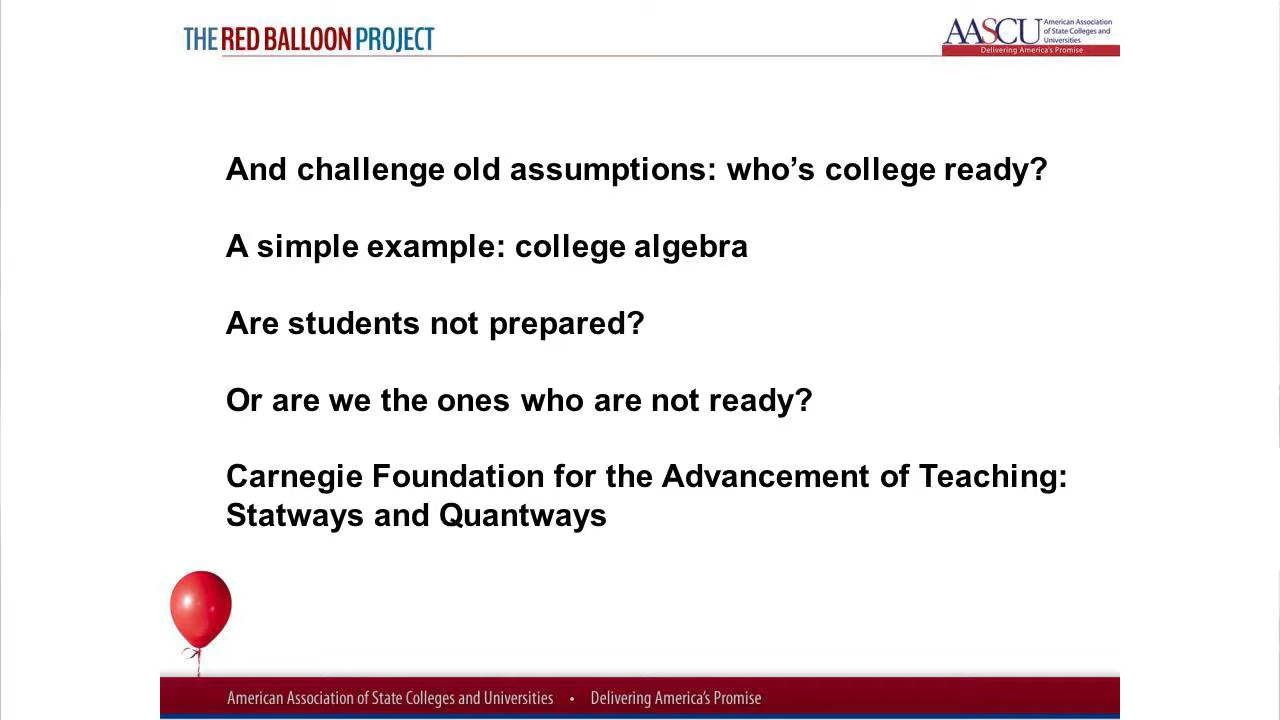 THE RED BALLOON PROJECT
AASCU
American Association
of State Colleges and
Universities
Delivering America's Promise
And challenge old assumptions: who’s college ready?
A simple example: college algebra
Are students not prepared?
Or are we the ones who are not ready?
Carnegie Foundation for the Advancement of Teaching:
Statways and Quantways
American Association of State Colleges and Universities • Delivering America's Promise